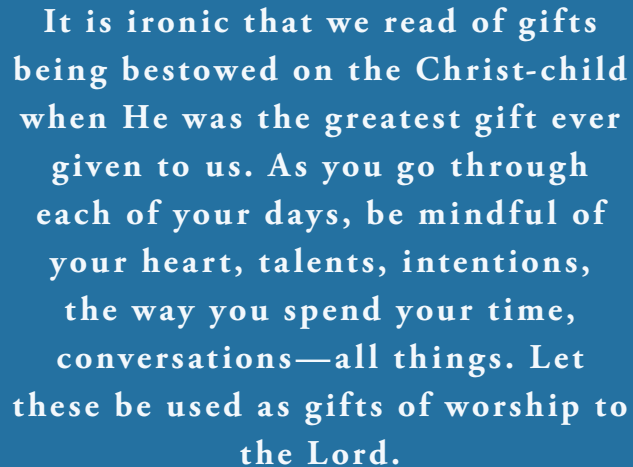 It is ironic that we read of gifts
being bestowed on the Christ-child
when He was the greatest gift ever
given to us. As you go through
each of your days, be mindful of
your heart, talents, intentions,
the way you spend your time,
conversations—all things. Let
these be used as gifts of worship to
the Lord.